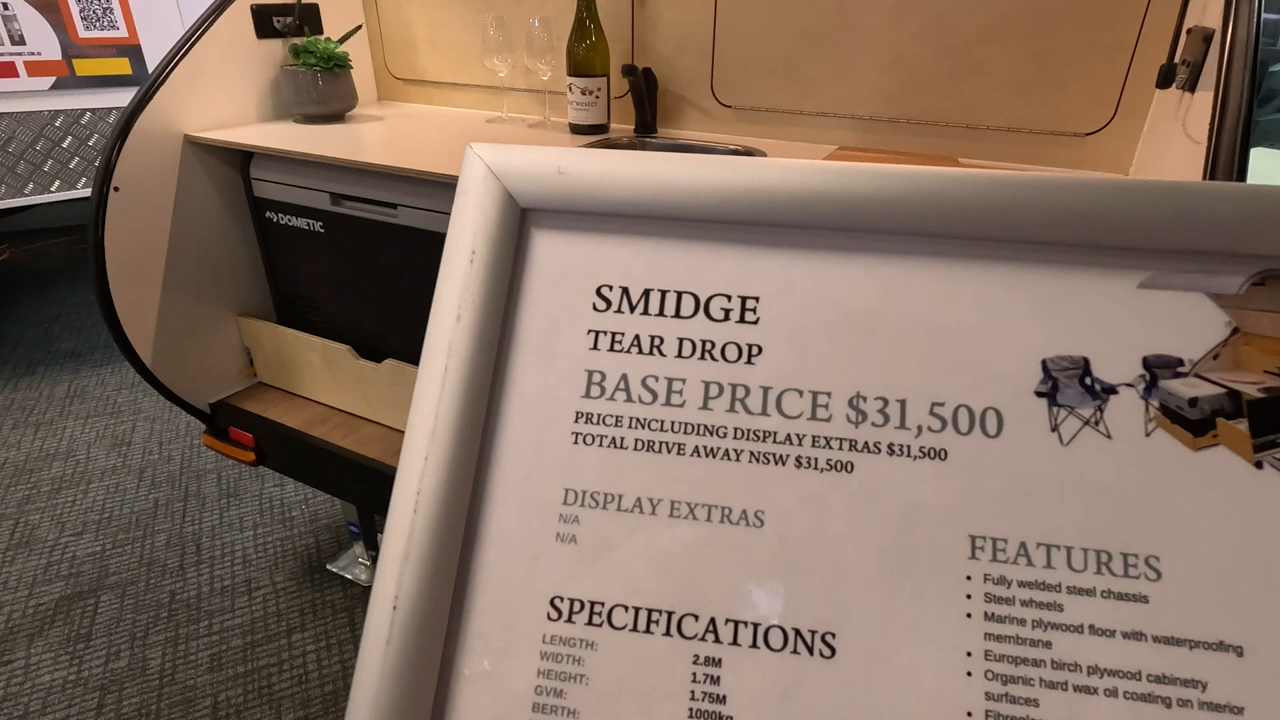 DOMETIC
SMIDGE
TEAR DROP
BASE PRICE $31,500
PRICE INCLUDING DISPLAY EXTRAS $31,500
TOTAL DRIVE AWAY NSW $31,500
DISPLAY EXTRAS
N/A
N/A
SPECIFICATIONS
LENGTH: 2.8M
WIDTH: 1.7M
HEIGHT: 1.75M
GVM: 1000kg
BERTH:
FEATURES
• Fully welded steel chassis
• Steel wheels
• Marine plywood floor with waterproofing
membrane
• European birch plywood cabinetry
• Organic hard wax oil coating on interior
surfaces